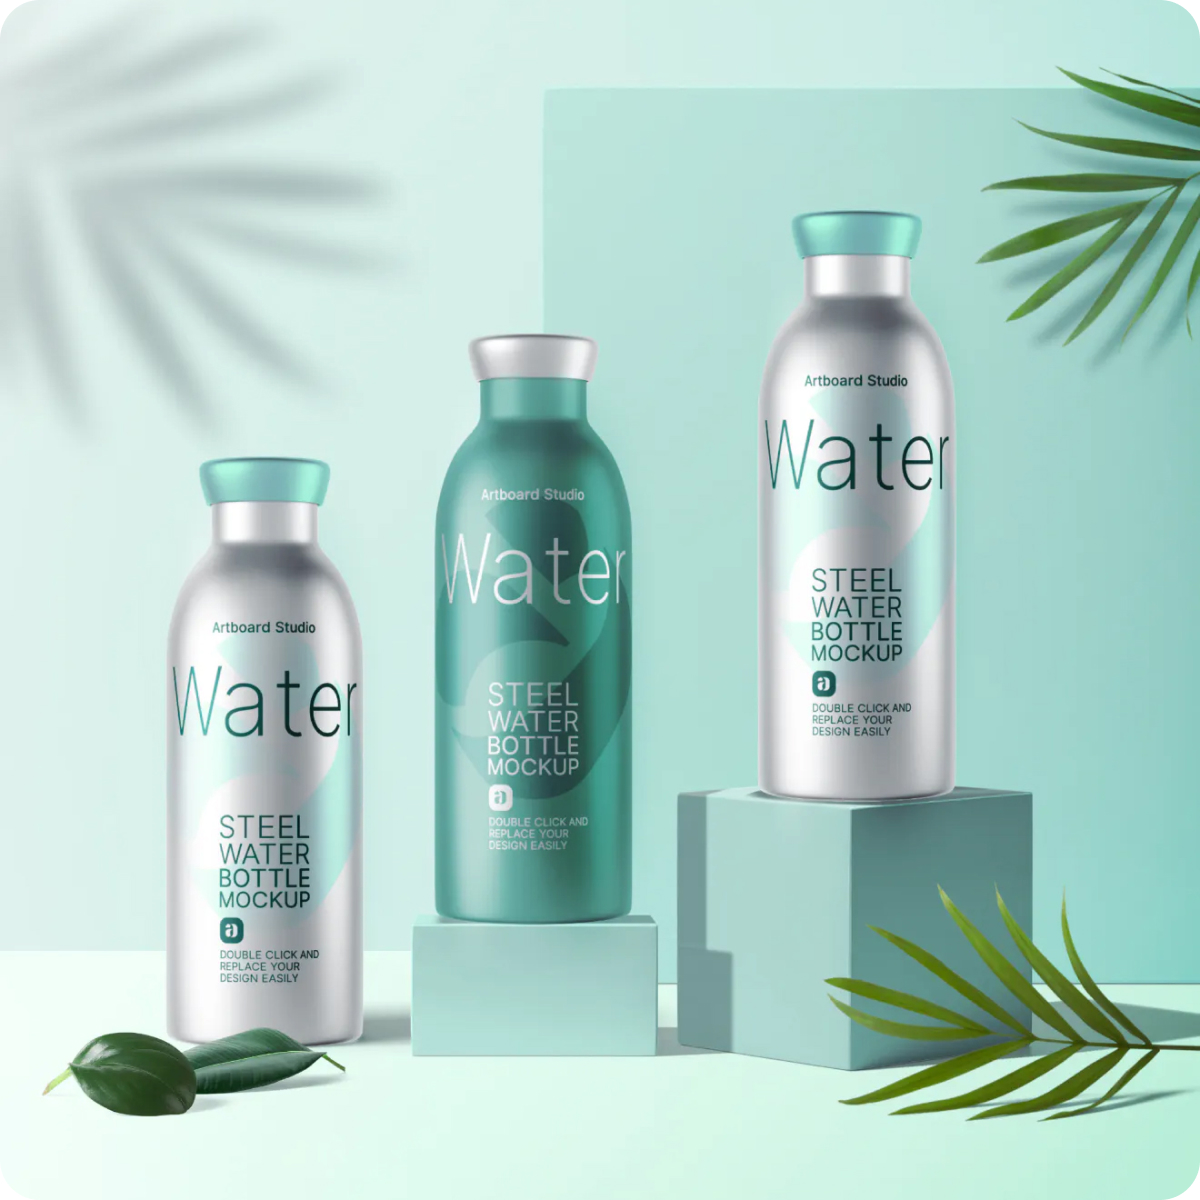 Artboard Studio
Water
STEEL
WATER
BOTTLE
MOCKUP
a
DOUBLE CLICK AND
REPLACE YOUR
DESIGN EASILY
Artboard Studio
Water
STEEL
WATER
BOTTLE
MOCKUP
a
DOUBLE CLICK AND
REPLACE YOUR
DESIGN EASILY
Artboard Studio
Water
STEEL
WATER
BOTTLE
MOCKUP
a
DOUBLE CLICK AND
REPLACE YOUR
DESIGN EASILY